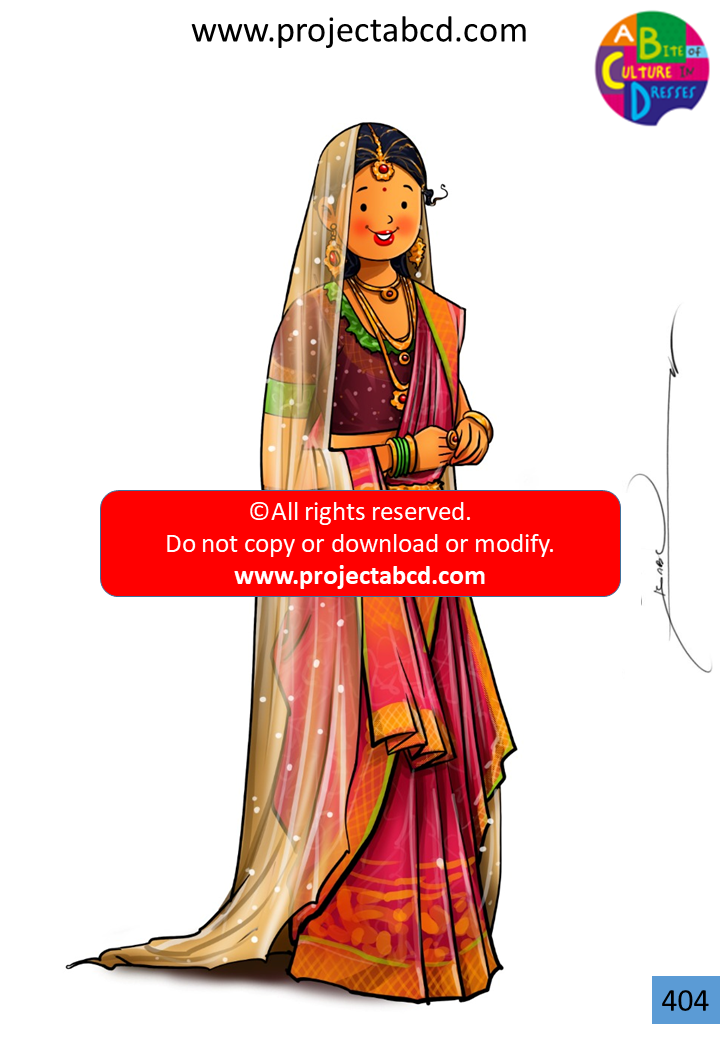 www.projectabcd.com
A BITE OF
CULTURE IN
DRESSES
©All rights reserved.
Do not copy or download or modify.
www.projectabcd.com
404